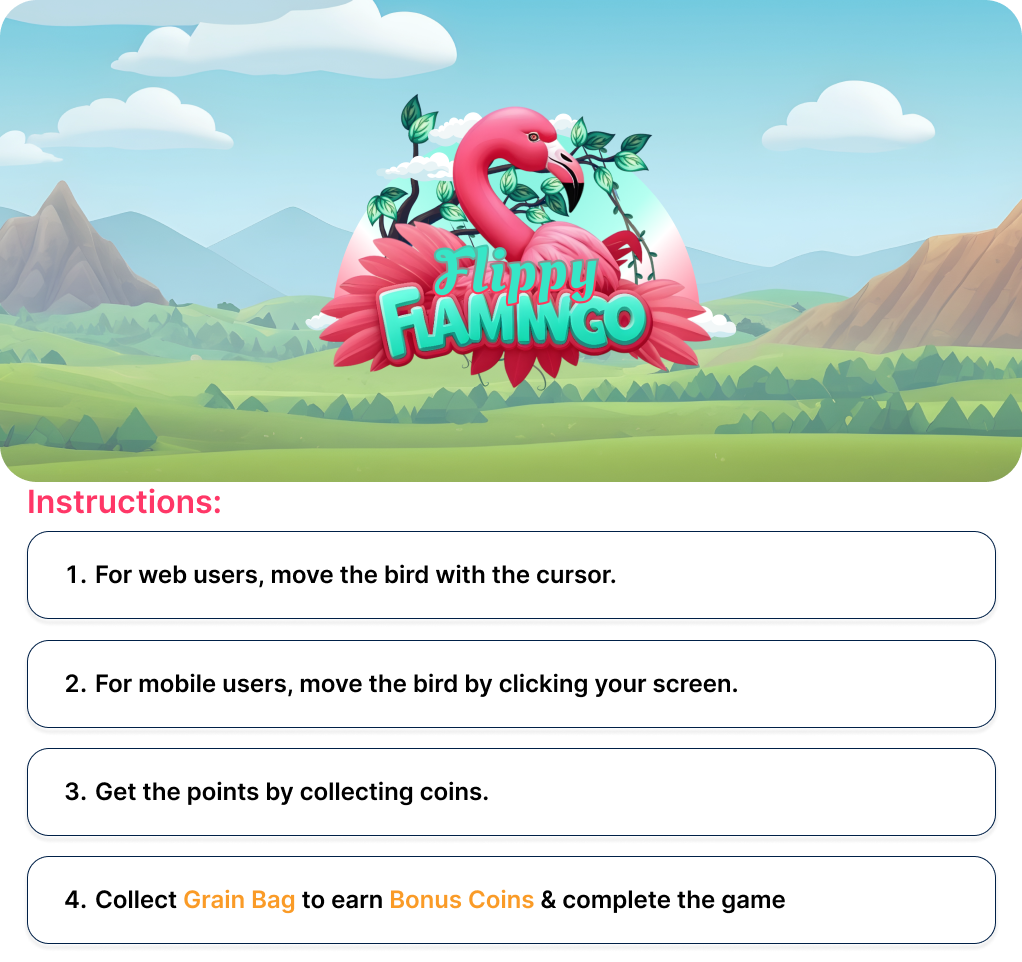 Flippy
FLAMINGO
Instructions:
1. For web users, move the bird with the cursor.
2. For mobile users, move the bird by clicking your screen.
3. Get the points by collecting coins.
4. Collect Grain Bag to earn Bonus Coins & complete the game